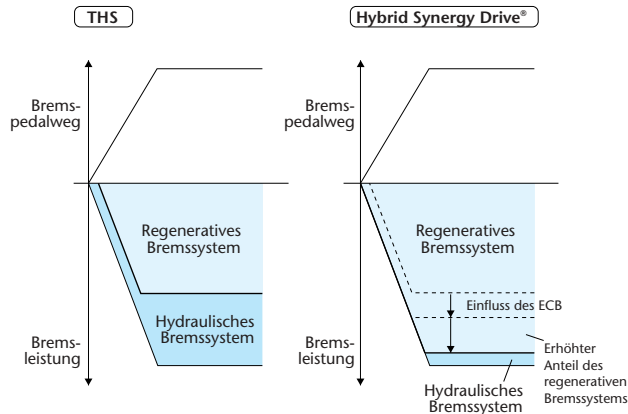 THS
Brems-
pedalweg
Regeneratives
Bremssystem
Hydraulisches
Bremssystem
Brems-
leistung
Hybrid Synergy Drive®
Brems-
pedalweg
Regeneratives
Bremssystem
Einfluss des ECB
Brems-
leistung
Erhöhter
Anteil des
regenerativen
Bremssystems
Hydraulisches
Bremssystem